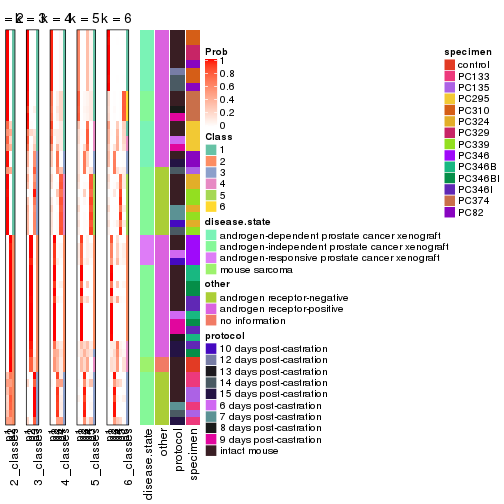 = k2k = 3k = 4k = 5k = 6
Prob
1
0.8
0.6
0.4
0.2
0
Class
1
2
3
4
5
6
disease.state
androgen-dependent prostate cancer xenograft
androgen-independent prostate cancer xenograft
androgen-responsive prostate cancer xenograft
mouse sarcoma
other
androgen receptor-negative
androgen receptor-positive
no information
protocol
10 days post-castration
12 days post-castration
13 days post-castration
14 days post-castration
15 days post-castration
6 days post-castration
7 days post-castration
8 days post-castration
9 days post-castration
intact mouse
specimen
control
PC133
PC135
PC295
PC310
PC324
PC329
PC339
PC346
PC346B
PC346BI
PC346I
PC374
PC82
2_classes
3_classes
4_classes
5_classes
6_classes
disease.state
other
protocol
specimen